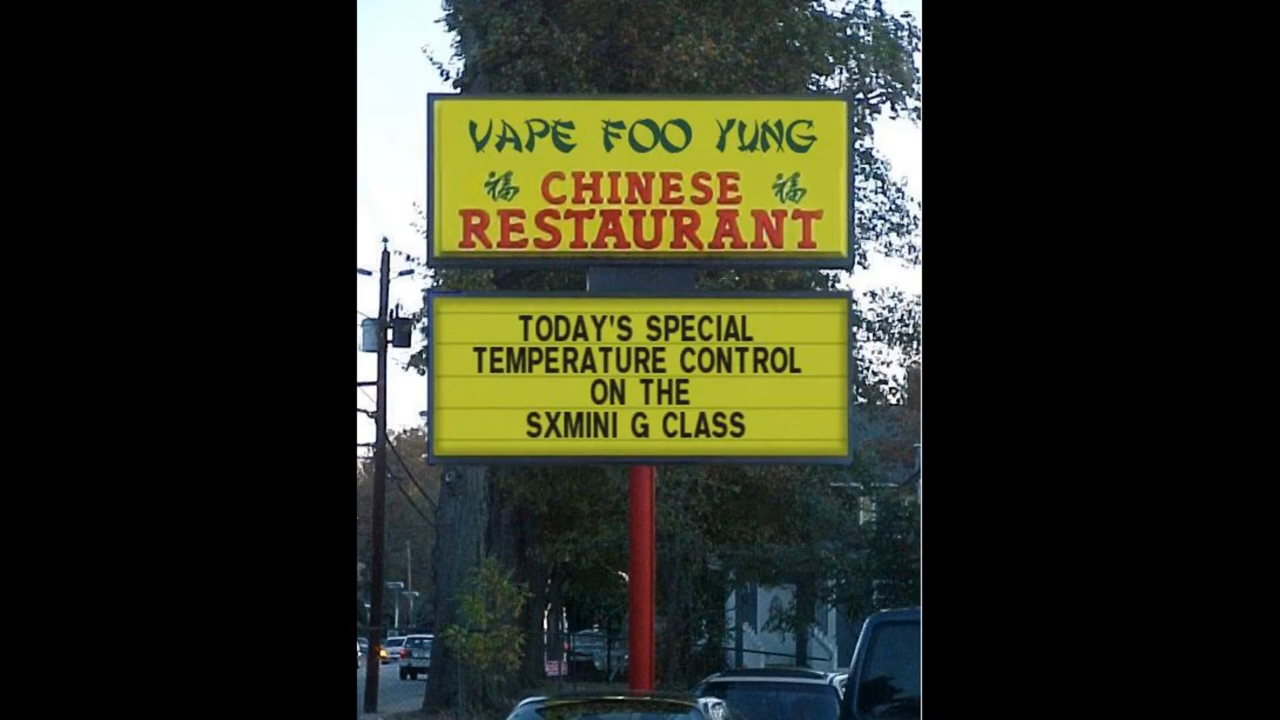 VAPE FOO YUNG
福 CHINESE 福
RESTAURANT
TODAY'S SPECIAL
TEMPERATURE CONTROL
ON THE
SXMINI G CLASS